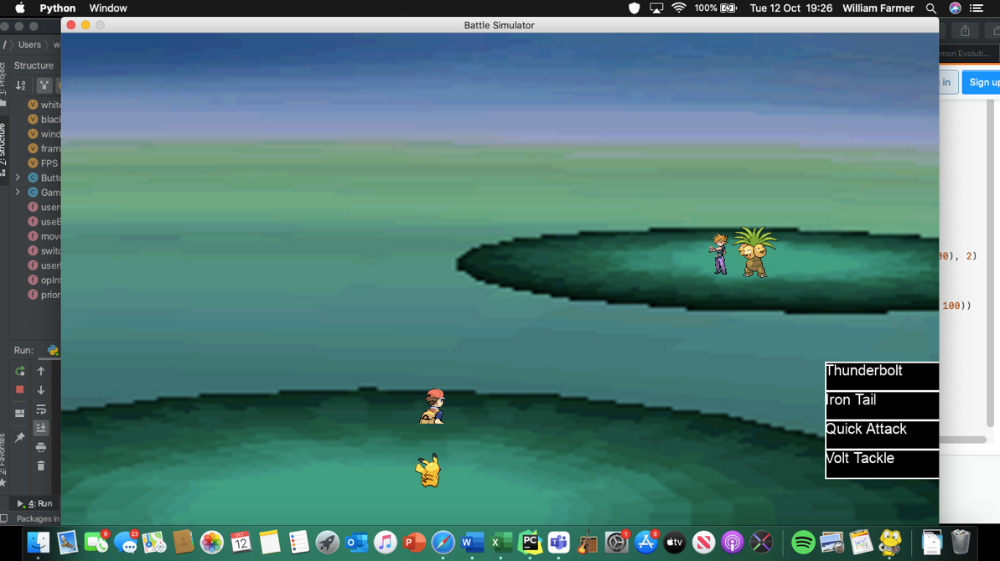 Python Window 100% Tue 12 Oct 19:26 William Farmer
Battle Simulator
/ Users w
mon Evoluti...
Structure
in Sign up
1: Project
Z: Structure
white
black
wind
fram
FPS
Butto
Gam
user
useB
move
switc
user
opIn
prior
00), 2)
100))
Thunderbolt
Iron Tail
Quick Attack
Volt Tackle
Run:
2: Favorites
4: Run
Packages in
9
23
OCT
12
tv
PC
1
9